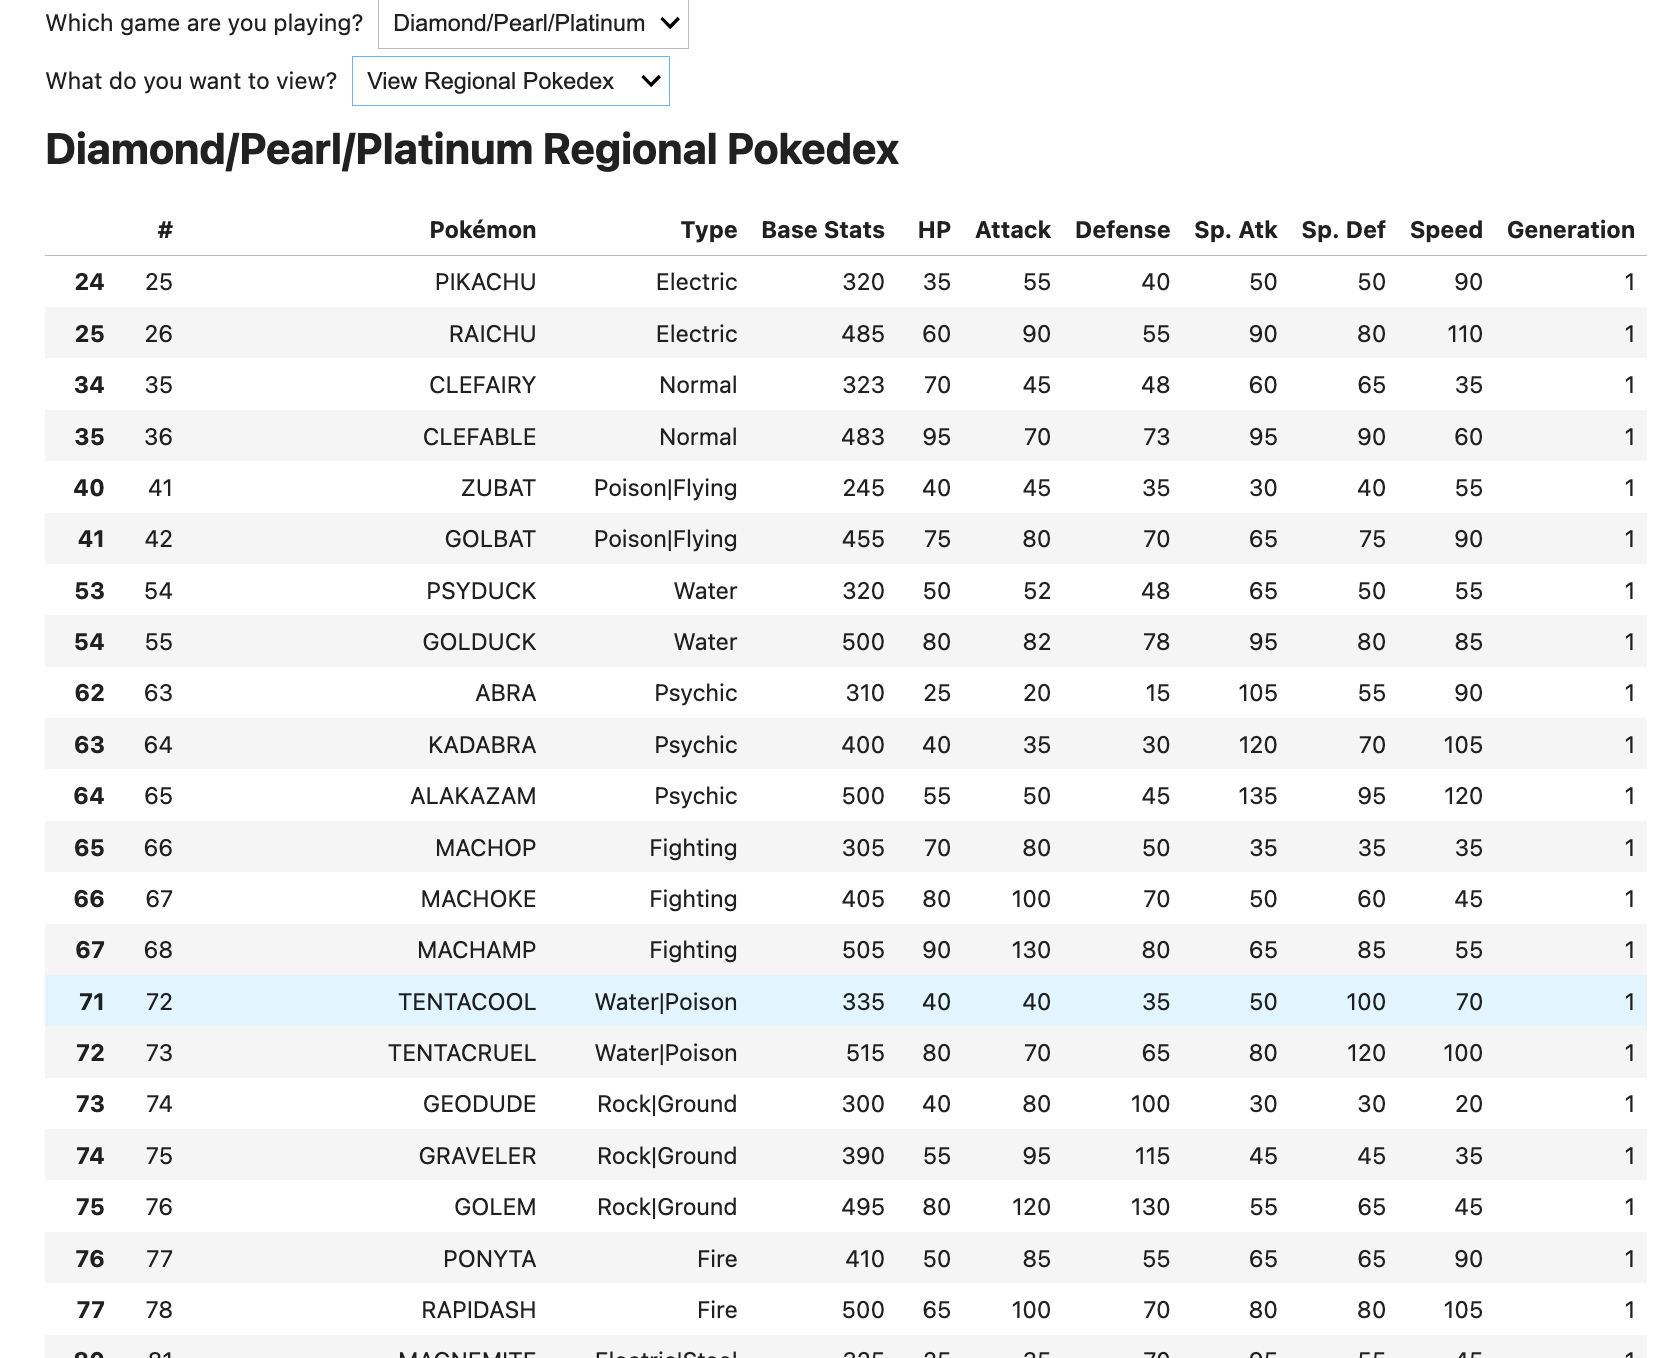 Which game are you playing? Diamond/Pearl/Platinum
What do you want to view? View Regional Pokedex
Diamond/Pearl/Platinum Regional Pokedex
# Pokémon Type Base Stats HP Attack Defense Sp. Atk Sp. Def Speed Generation
24 25 PIKACHU Electric 320 35 55 40 50 50 90 1
25 26 RAICHU Electric 485 60 90 55 90 80 110 1
34 35 CLEFAIRY Normal 323 70 45 48 60 65 35 1
35 36 CLEFABLE Normal 483 95 70 73 95 90 60 1
40 41 ZUBAT Poison|Flying 245 40 45 35 30 40 55 1
41 42 GOLBAT Poison|Flying 455 75 80 70 65 75 90 1
53 54 PSYDUCK Water 320 50 52 48 65 50 55 1
54 55 GOLDUCK Water 500 80 82 78 95 80 85 1
62 63 ABRA Psychic 310 25 20 15 105 55 90 1
63 64 KADABRA Psychic 400 40 35 30 120 70 105 1
64 65 ALAKAZAM Psychic 500 55 50 45 135 95 120 1
65 66 MACHOP Fighting 305 70 80 50 35 35 35 1
66 67 MACHOKE Fighting 405 80 100 70 50 60 45 1
67 68 MACHAMP Fighting 505 90 130 80 65 85 55 1
71 72 TENTACOOL Water|Poison 335 40 40 35 50 100 70 1
72 73 TENTACRUEL Water|Poison 515 80 70 65 80 120 100 1
73 74 GEODUDE Rock|Ground 300 40 80 100 30 30 20 1
74 75 GRAVELER Rock|Ground 390 55 95 115 45 45 35 1
75 76 GOLEM Rock|Ground 495 80 120 130 55 65 45 1
76 77 PONYTA Fire 410 50 85 55 65 65 90 1
77 78 RAPIDASH Fire 500 65 100 70 80 80 105 1
80 81 MAGNEMITE Electric|Steel 325 25 35 70 95 55 45 1